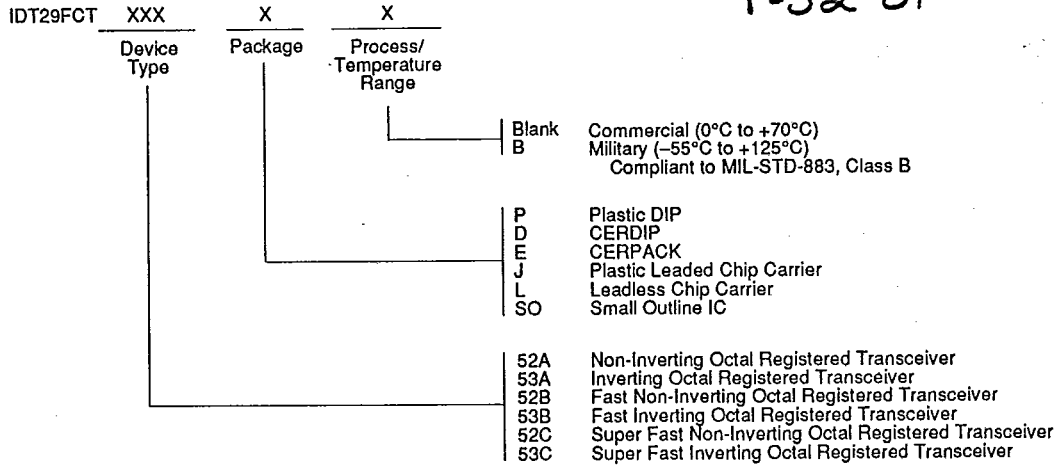 IDT29FCT XXX X X
Device Type
Package
Process/ Temperature Range
Blank Commercial (0°C to +70°C)
B Military (–55°C to +125°C)
Compliant to MIL-STD-883, Class B
P Plastic DIP
D CERDIP
E CERPACK
J Plastic Leaded Chip Carrier
L Leadless Chip Carrier
SO Small Outline IC
52A Non-Inverting Octal Registered Transceiver
53A Inverting Octal Registered Transceiver
52B Fast Non-Inverting Octal Registered Transceiver
53B Fast Inverting Octal Registered Transceiver
52C Super Fast Non-Inverting Octal Registered Transceiver
53C Super Fast Inverting Octal Registered Transceiver